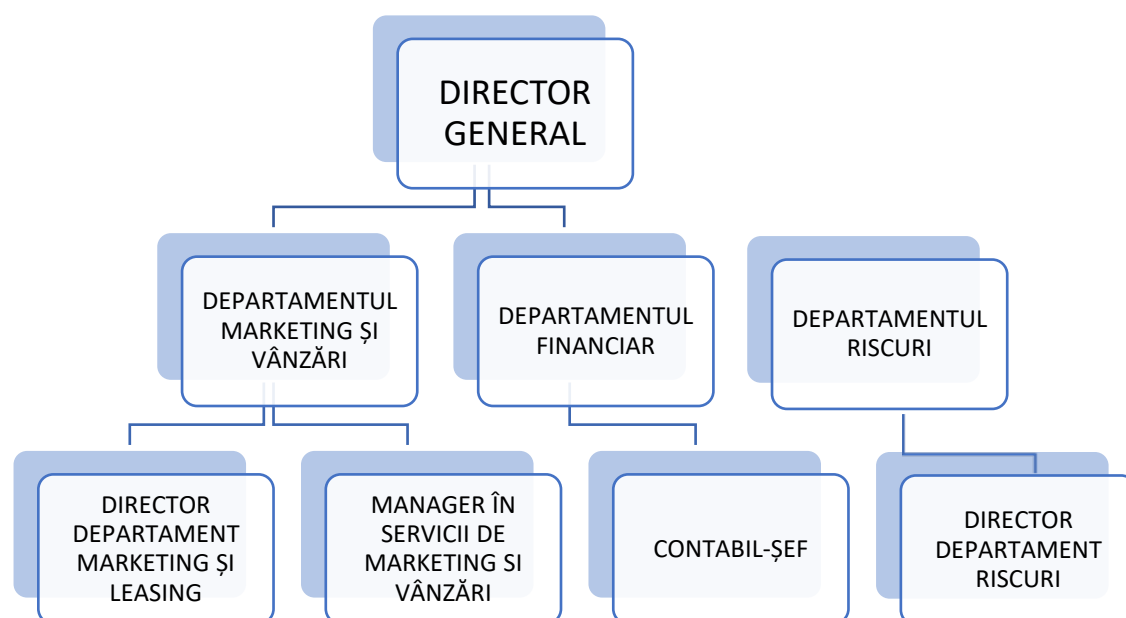 DIRECTOR
GENERAL
DEPARTAMENTUL
MARKETING ȘI
VÂNZĂRI
DEPARTAMENTUL
FINANCIAR
DEPARTAMENTUL
RISCURI
DIRECTOR
DEPARTAMENT
MARKETING ȘI
LEASING
MANAGER ÎN
SERVICII DE
MARKETING SI
VÂNZĂRI
CONTABIL-ȘEF
DIRECTOR
DEPARTAMENT
RISCURI